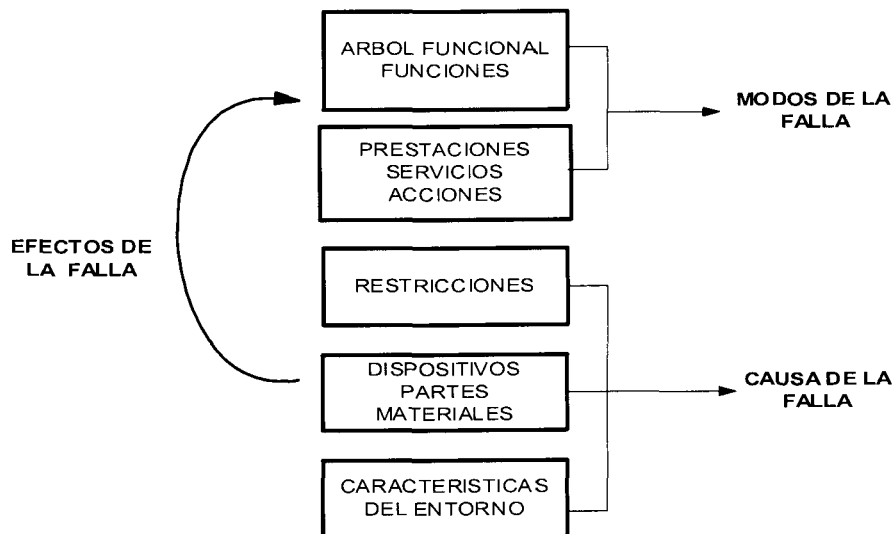 ARBOL FUNCIONAL
FUNCIONES
MODOS DE LA
FALLA
PRESTACIONES
SERVICIOS
ACCIONES
EFECTOS DE
LA FALLA
RESTRICCIONES
DISPOSITIVOS
PARTES
MATERIALES
CAUSA DE LA
FALLA
CARACTERISTICAS
DEL ENTORNO